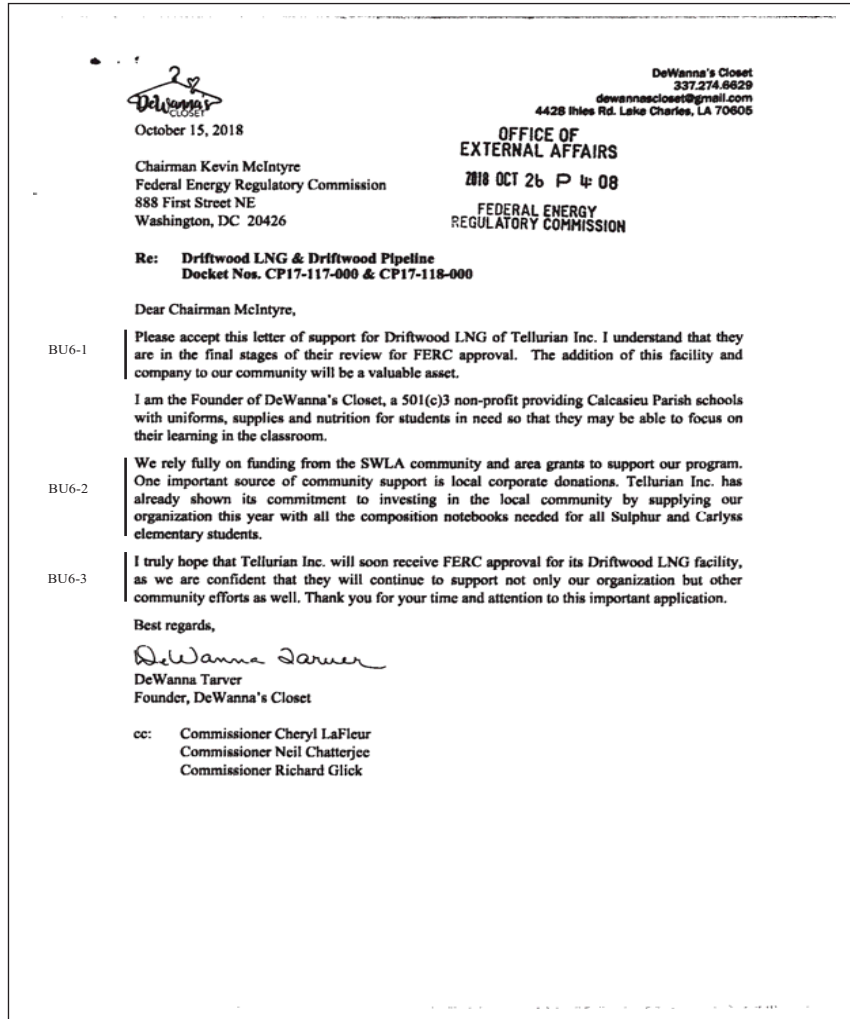 DeWanna's
CLOSET
DeWanna's Closet
337.274.6629
dewannascloset@gmail.com
4428 Ihles Rd. Lake Charles, LA 70605
October 15, 2018
OFFICE OF
EXTERNAL AFFAIRS
2018 OCT 26 P 4: 08
FEDERAL ENERGY
REGULATORY COMMISSION
Chairman Kevin McIntyre
Federal Energy Regulatory Commission
888 First Street NE
Washington, DC 20426
Re: Driftwood LNG & Driftwood Pipeline
Docket Nos. CP17-117-000 & CP17-118-000
Dear Chairman McIntyre,
BU6-1
Please accept this letter of support for Driftwood LNG of Tellurian Inc. I understand that they
are in the final stages of their review for FERC approval. The addition of this facility and
company to our community will be a valuable asset.
I am the Founder of DeWanna's Closet, a 501(c)3 non-profit providing Calcasieu Parish schools
with uniforms, supplies and nutrition for students in need so that they may be able to focus on
their learning in the classroom.
BU6-2
We rely fully on funding from the SWLA community and area grants to support our program.
One important source of community support is local corporate donations. Tellurian Inc. has
already shown its commitment to investing in the local community by supplying our
organization this year with all the composition notebooks needed for all Sulphur and Carlyss
elementary students.
BU6-3
I truly hope that Tellurian Inc. will soon receive FERC approval for its Driftwood LNG facility,
as we are confident that they will continue to support not only our organization but other
community efforts as well. Thank you for your time and attention to this important application.
Best regards,
DeWanna Tarver
DeWanna Tarver
Founder, DeWanna's Closet
cc: Commissioner Cheryl LaFleur
Commissioner Neil Chatterjee
Commissioner Richard Glick